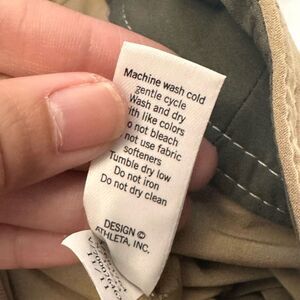 Machine wash cold
gentle cycle
Wash and dry
with like colors
Do not bleach
not use fabric
softeners
Tumble dry low
Do not iron
Do not dry clean
DESIGN ©
ATHLETA, INC.